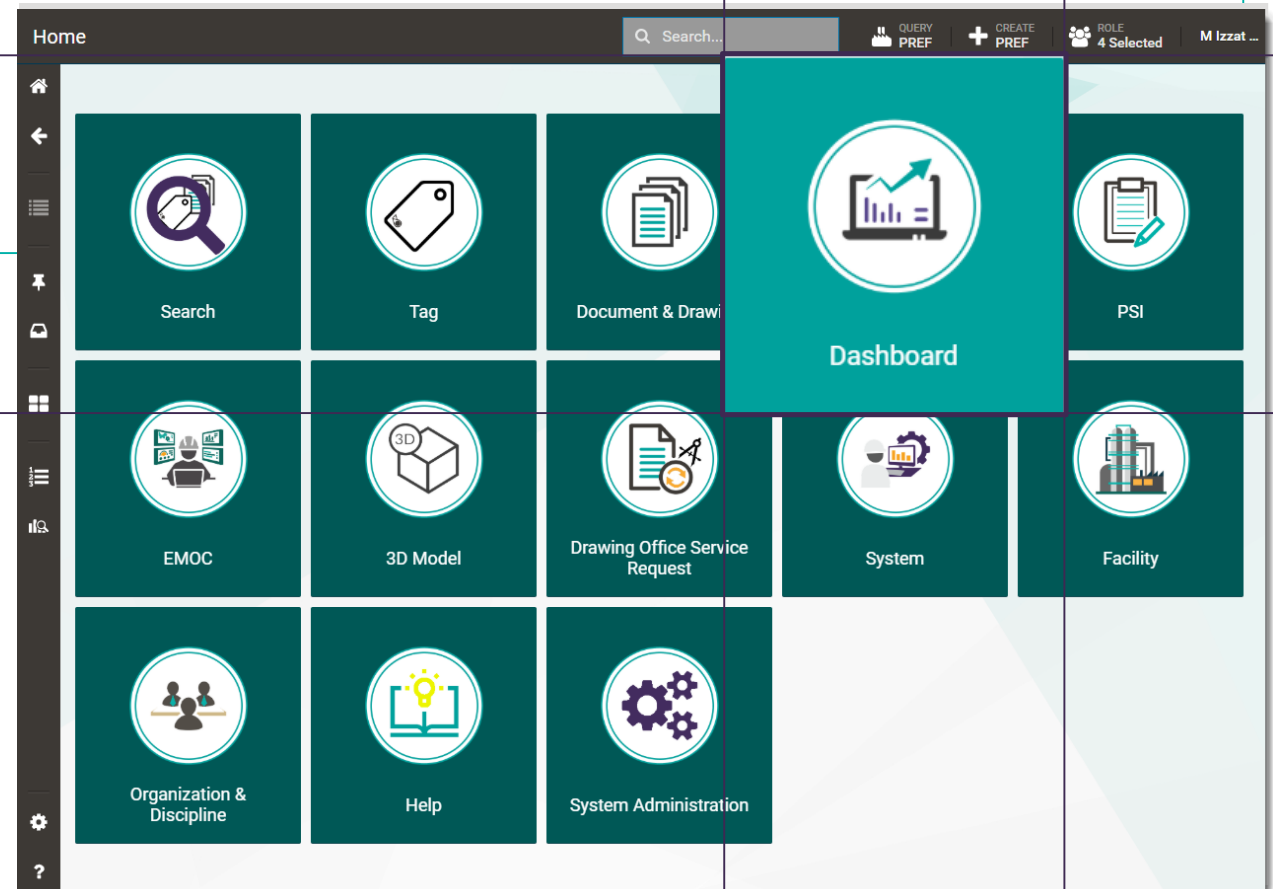 Home
Search...
QUERY
PREF
CREATE
PREF
ROLE
4 Selected
M Izzat ...
Search
Tag
Document & Drawi
Dashboard
PSI
EMOC
3D
3D Model
Drawing Office Service
Request
System
Facility
Organization &
Discipline
Help
System Administration